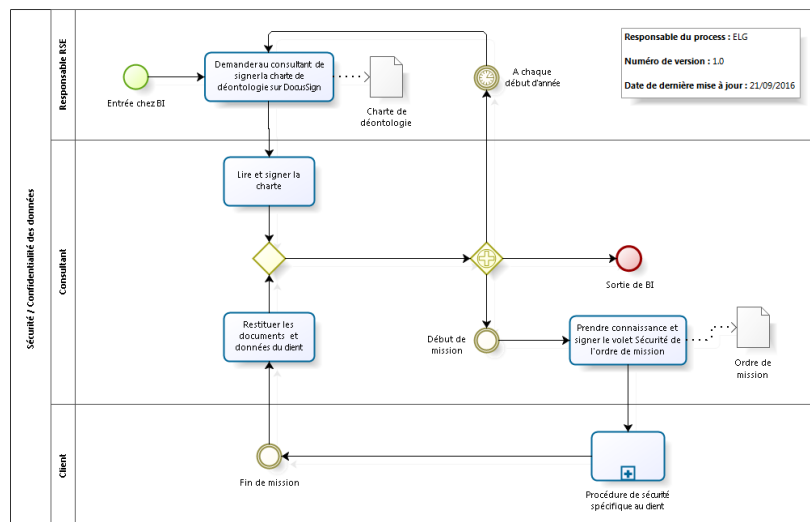 Sécurité / Confidentialité des données
Responsable RSE
Entrée chez BI
Demander au consultant de
signer la charte de
déontologie sur DocusSign
Charte de
déontologie
A chaque
début d'année
Responsable du process : ELG
Numéro de version : 1.0
Date de dernière mise à jour : 21/09/2016
Consultant
Lire et signer la
charte
Sortie de BI
Restituer les
documents et
données du client
Début de
mission
Prendre connaissance et
signer le volet Sécurité de
l'ordre de mission
Ordre de
mission
Client
Fin de mission
Procédure de sécurité
spécifique au client